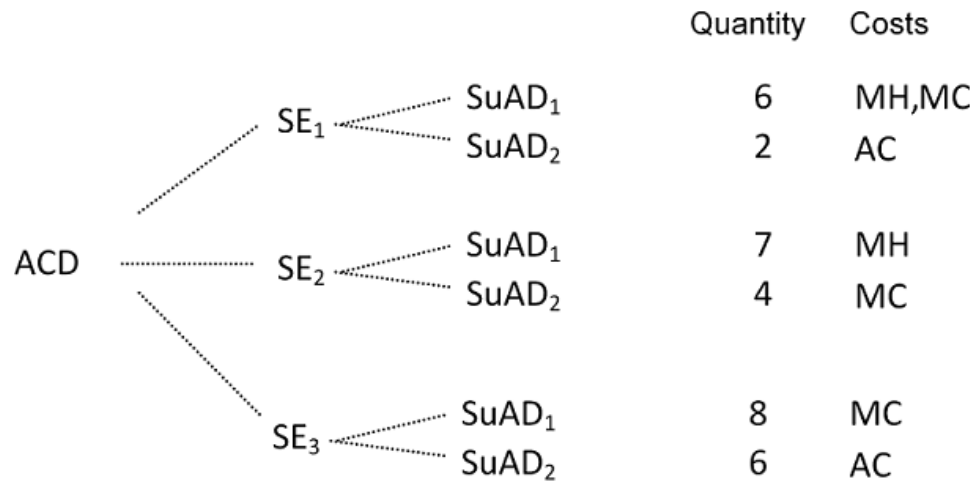 Quantity Costs
SuAD₁ 6 MH,MC
SE₁
SuAD₂ 2 AC
SuAD₁ 7 MH
ACD SE₂
SuAD₂ 4 MC
SuAD₁ 8 MC
SE₃
SuAD₂ 6 AC